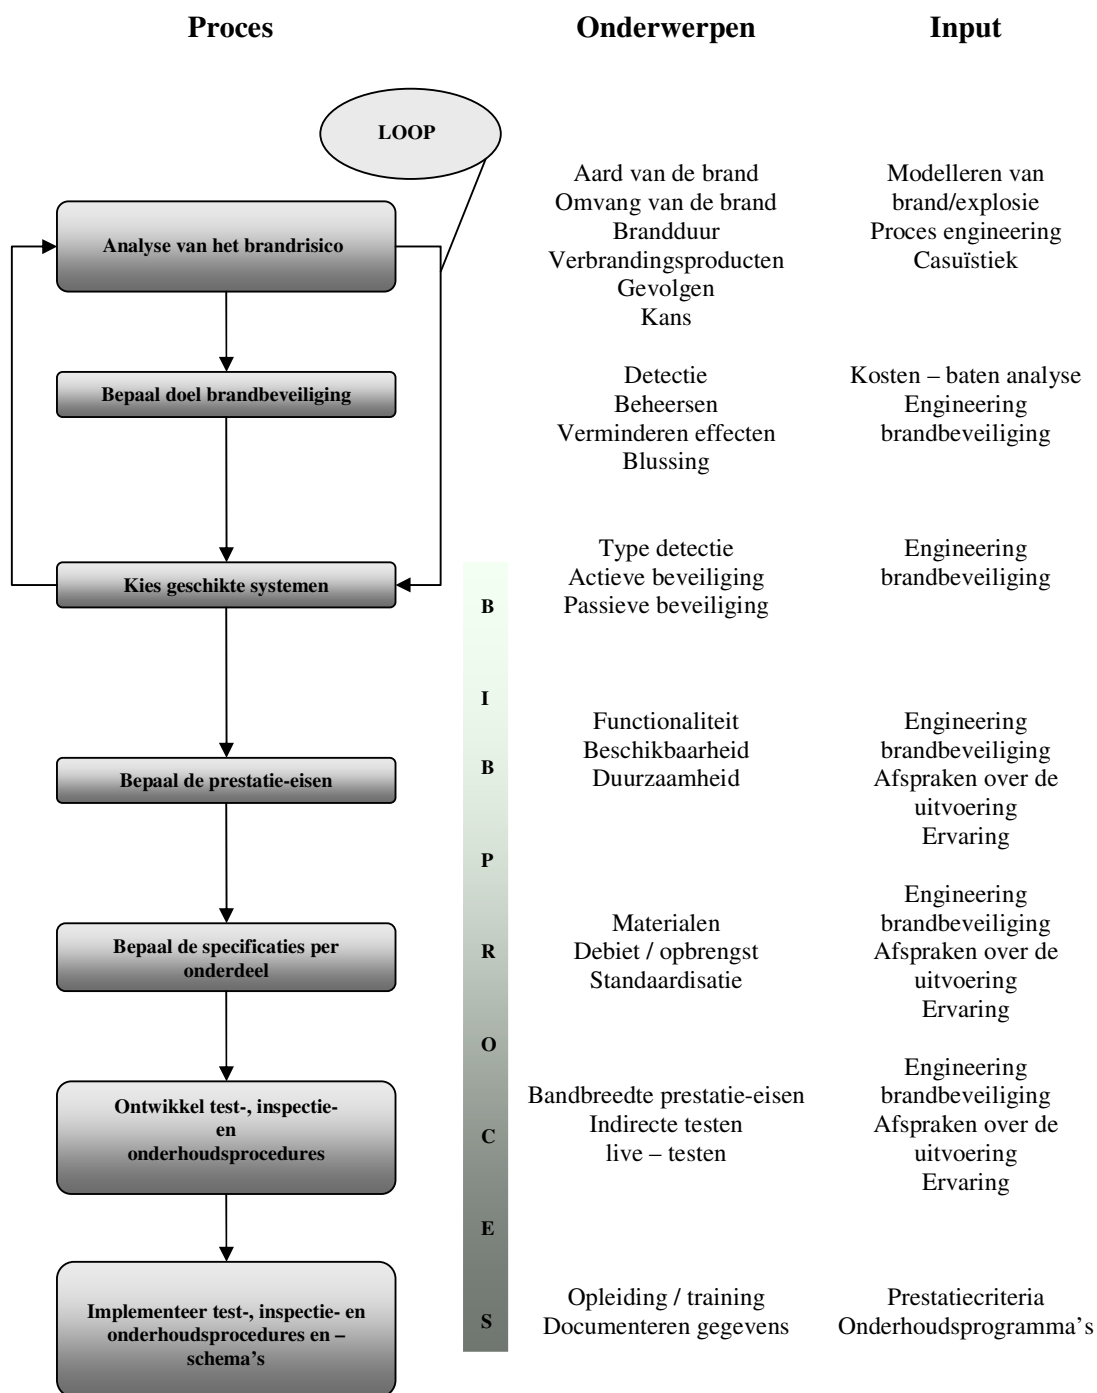 Proces
Onderwerpen
Input
LOOP
Analyse van het brandrisico
Aard van de brand
Omvang van de brand
Brandduur
Verbrandingsproducten
Gevolgen
Kans
Modelleren van
brand/explosie
Proces engineering
Casuïstiek
Bepaal doel brandbeveiliging
Detectie
Beheersen
Verminderen effecten
Blussing
Kosten – baten analyse
Engineering
brandbeveiliging
Kies geschikte systemen
Type detectie
Actieve beveiliging
Passieve beveiliging
Engineering
brandbeveiliging
B
I
B
P
R
O
C
E
S
Bepaal de prestatie-eisen
Functionaliteit
Beschikbaarheid
Duurzaamheid
Engineering
brandbeveiliging
Afspraken over de
uitvoering
Ervaring
Bepaal de specificaties per
onderdeel
Materialen
Debiet / opbrengst
Standaardisatie
Engineering
brandbeveiliging
Afspraken over de
uitvoering
Ervaring
Ontwikkel test-, inspectie-
en
onderhoudsprocedures
Bandbreedte prestatie-eisen
Indirecte testen
live – testen
Engineering
brandbeveiliging
Afspraken over de
uitvoering
Ervaring
Implementeer test-, inspectie- en
onderhoudsprocedures en –
schema's
Opleiding / training
Documenteren gegevens
Prestatiecriteria
Onderhoudsprogramma's